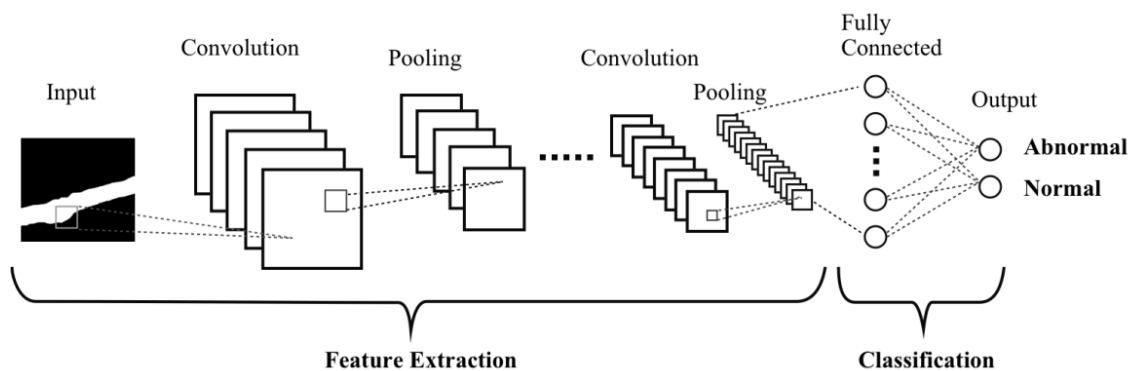 Input
Convolution
Pooling
Convolution
Pooling
Fully
Connected
Output
Abnormal
Normal
Feature Extraction
Classification